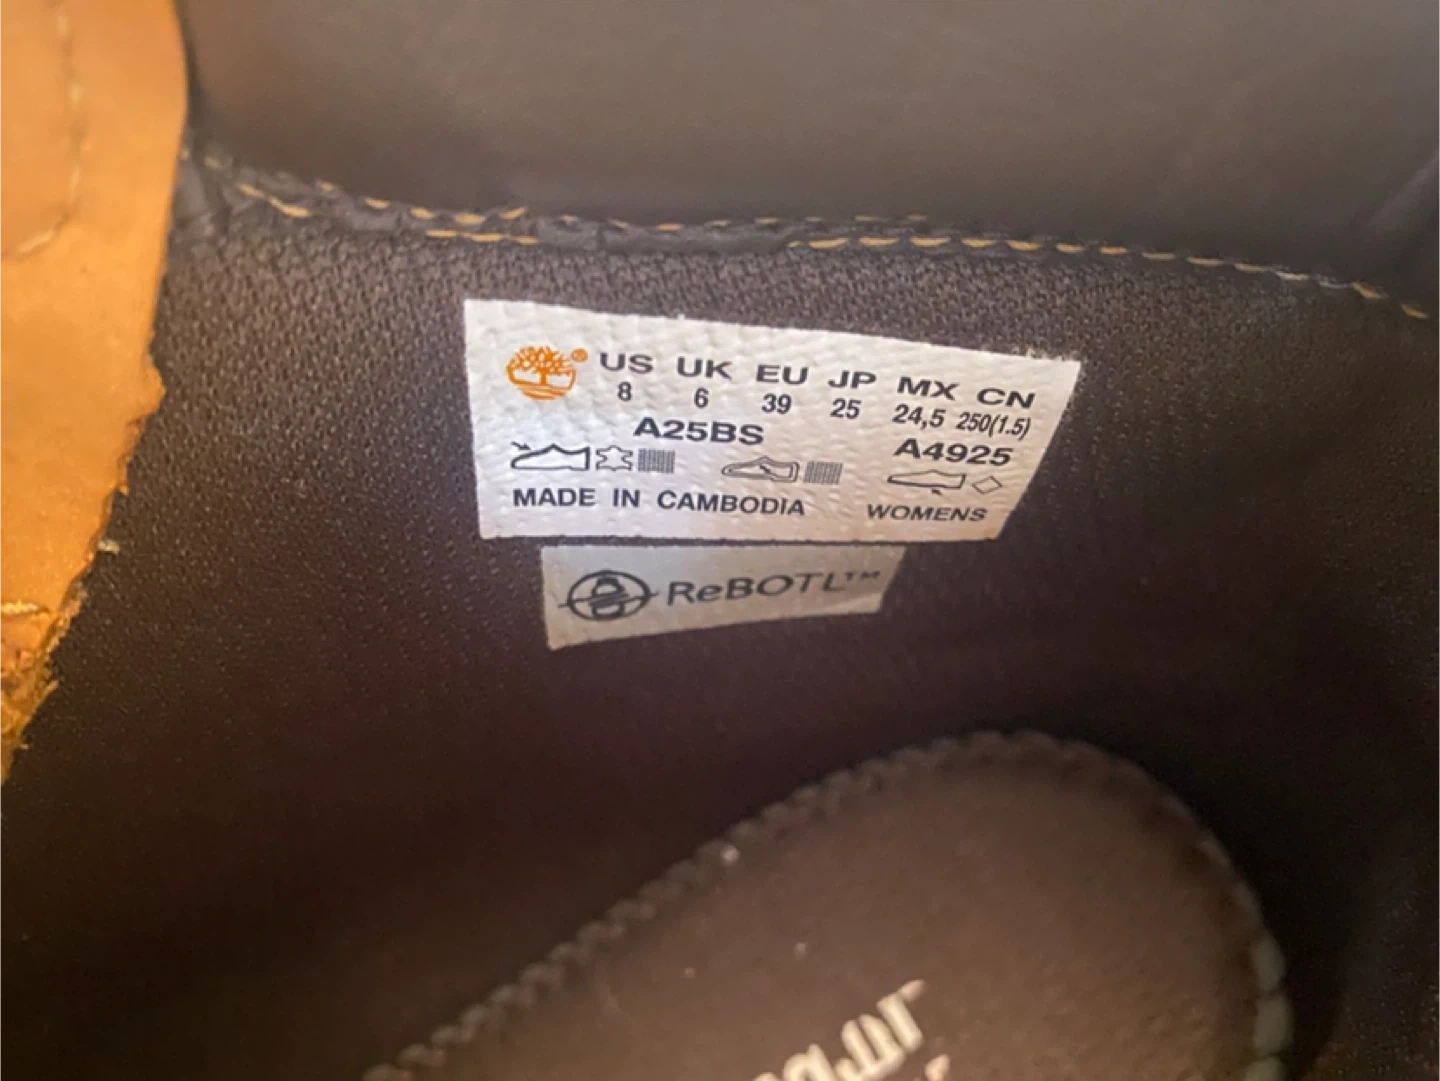 ® US UK EU JP MX CN
8 6 39 25 24,5 250(1.5)
A25BS A4925
MADE IN CAMBODIA WOMENS
ReBOTL™